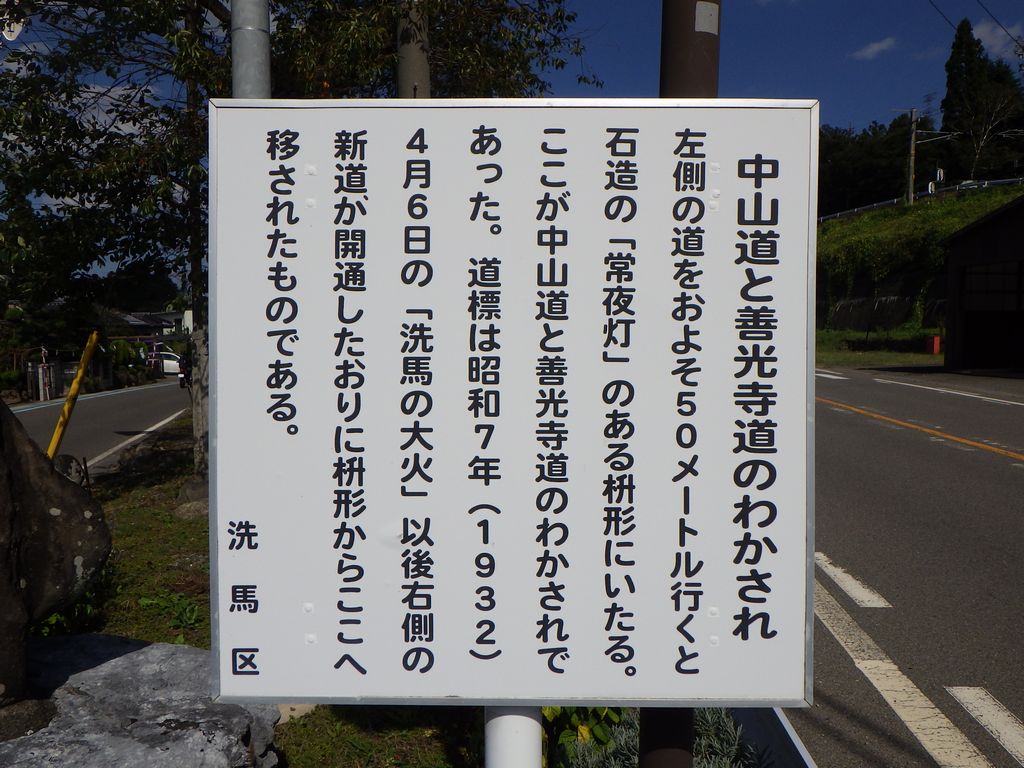 中山道と善光寺道のわかされ
左側の道をおよそ50メートル行くと
石造の「常夜灯」のある枡形にいたる。
ここが中山道と善光寺道のわかされで
あった。道標は昭和7年(1932)
4月6日の「洗馬の大火」以後右側の
新道が開通したおりに枡形からここへ
移されたものである。
洗馬区